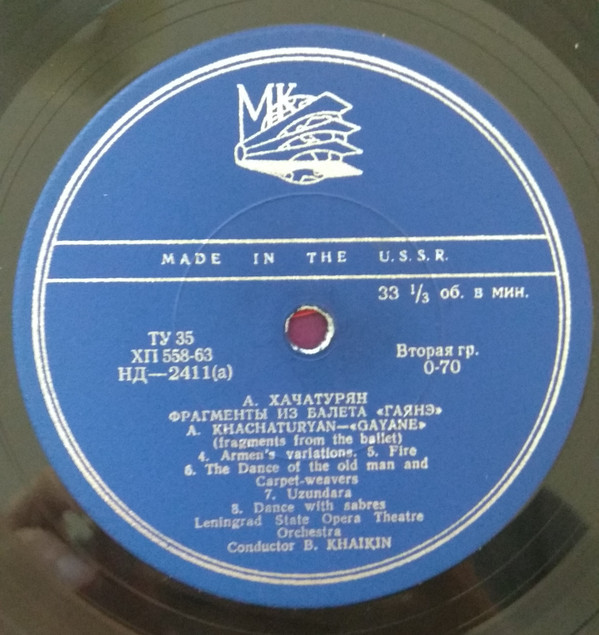 МК
MADE IN THE U.S.S.R.
33 1/3 об. в мин.
ТУ 35
ХП 558-63
НД—2411(а)
Вторая гр.
0-70
А. ХАЧАТУРЯН
ФРАГМЕНТЫ ИЗ БАЛЕТА «ГАЯНЭ»
A. KHACHATURYAN—«GAYANE»
(fragments from the ballet)
4. Armen's variations. 5. Fire
6. The Dance of the old man and
Carpet-weavers
7. Uzundara
8. Dance with sabres
Leningrad State Opera Theatre
Orchestra
Conductor B. KHAIKIN